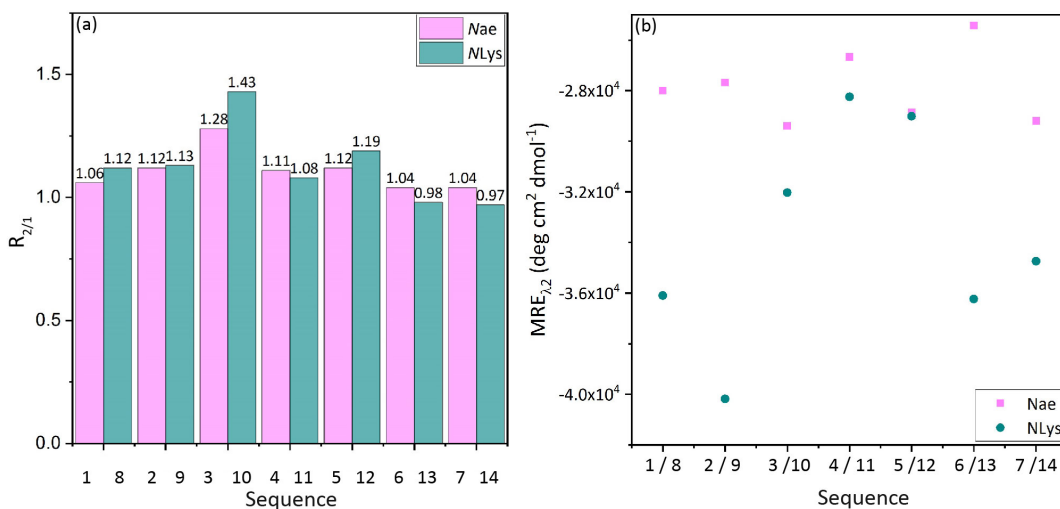 (a)
Nae
NLys
1.5
1.0
0.5
0.0
R2/1
1.06
1.12
1.12
1.13
1.28
1.43
1.11
1.08
1.12
1.19
1.04
0.98
1.04
0.97
1 8 2 9 3 10 4 11 5 12 6 13 7 14
Sequence
(b)
-2.8x10⁴
-3.2x10⁴
-3.6x10⁴
-4.0x10⁴
MREλ2 (deg cm² dmol⁻¹)
Nae
NLys
1 / 8 2 / 9 3 /10 4 / 11 5 /12 6 /13 7 /14
Sequence